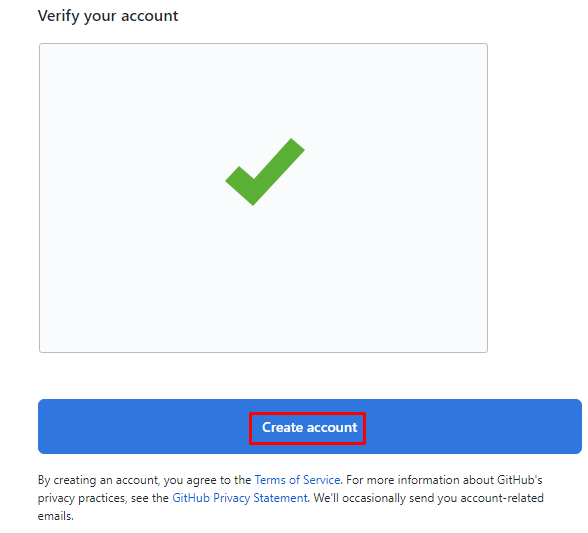 Verify your account
Create account
By creating an account, you agree to the Terms of Service. For more information about GitHub's
privacy practices, see the GitHub Privacy Statement. We'll occasionally send you account-related
emails.